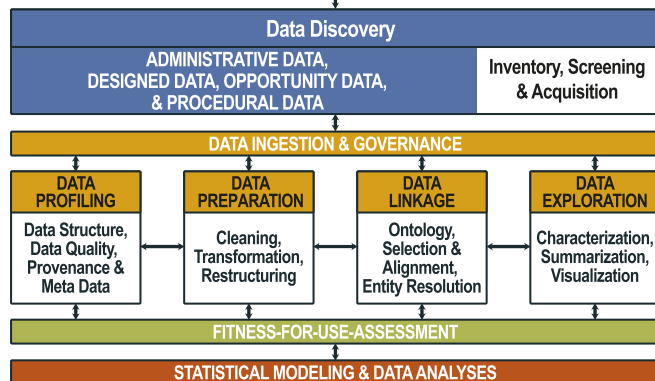 Data Discovery
ADMINISTRATIVE DATA,
DESIGNED DATA, OPPORTUNITY DATA,
& PROCEDURAL DATA
Inventory, Screening
& Acquisition
DATA INGESTION & GOVERNANCE
DATA
PROFILING
Data Structure,
Data Quality,
Provenance &
Meta Data
DATA
PREPARATION
Cleaning,
Transformation,
Restructuring
DATA
LINKAGE
Ontology,
Selection &
Alignment,
Entity Resolution
DATA
EXPLORATION
Characterization,
Summarization,
Visualization
FITNESS-FOR-USE-ASSESSMENT
STATISTICAL MODELING & DATA ANALYSES